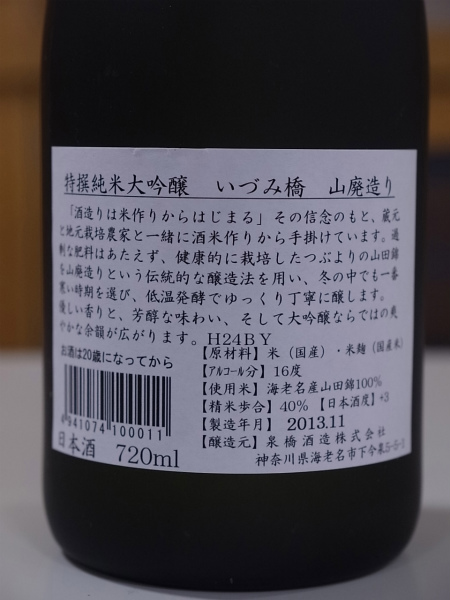 特撰純米大吟醸　いづみ橋　山廃造り
「酒造りは米作りからはじまる」その信念のもと、蔵元
と地元栽培農家と一緒に酒米作りから手掛けています。過
剰な肥料はあたえず、健康的に栽培したつぶよりの山田錦
を山廃造りという伝統的な醸造法を用い、冬の中でも一番
寒い時期を選び、低温発酵でゆっくり丁寧に醸します。
優しい香りと、芳醇な味わい、そして大吟醸ならではの爽
やかな余韻が広がります。H24BY
お酒は20歳になってから
【原材料】米（国産）・米麹（国産米）
【アルコール分】16度
【使用米】海老名産山田錦100%
【精米歩合】40%【日本酒度】+3
【製造年月】2013.11
【醸造元】泉橋酒造株式会社
神奈川県海老名市下今泉5-5-1
4941074100011
日本酒 720ml